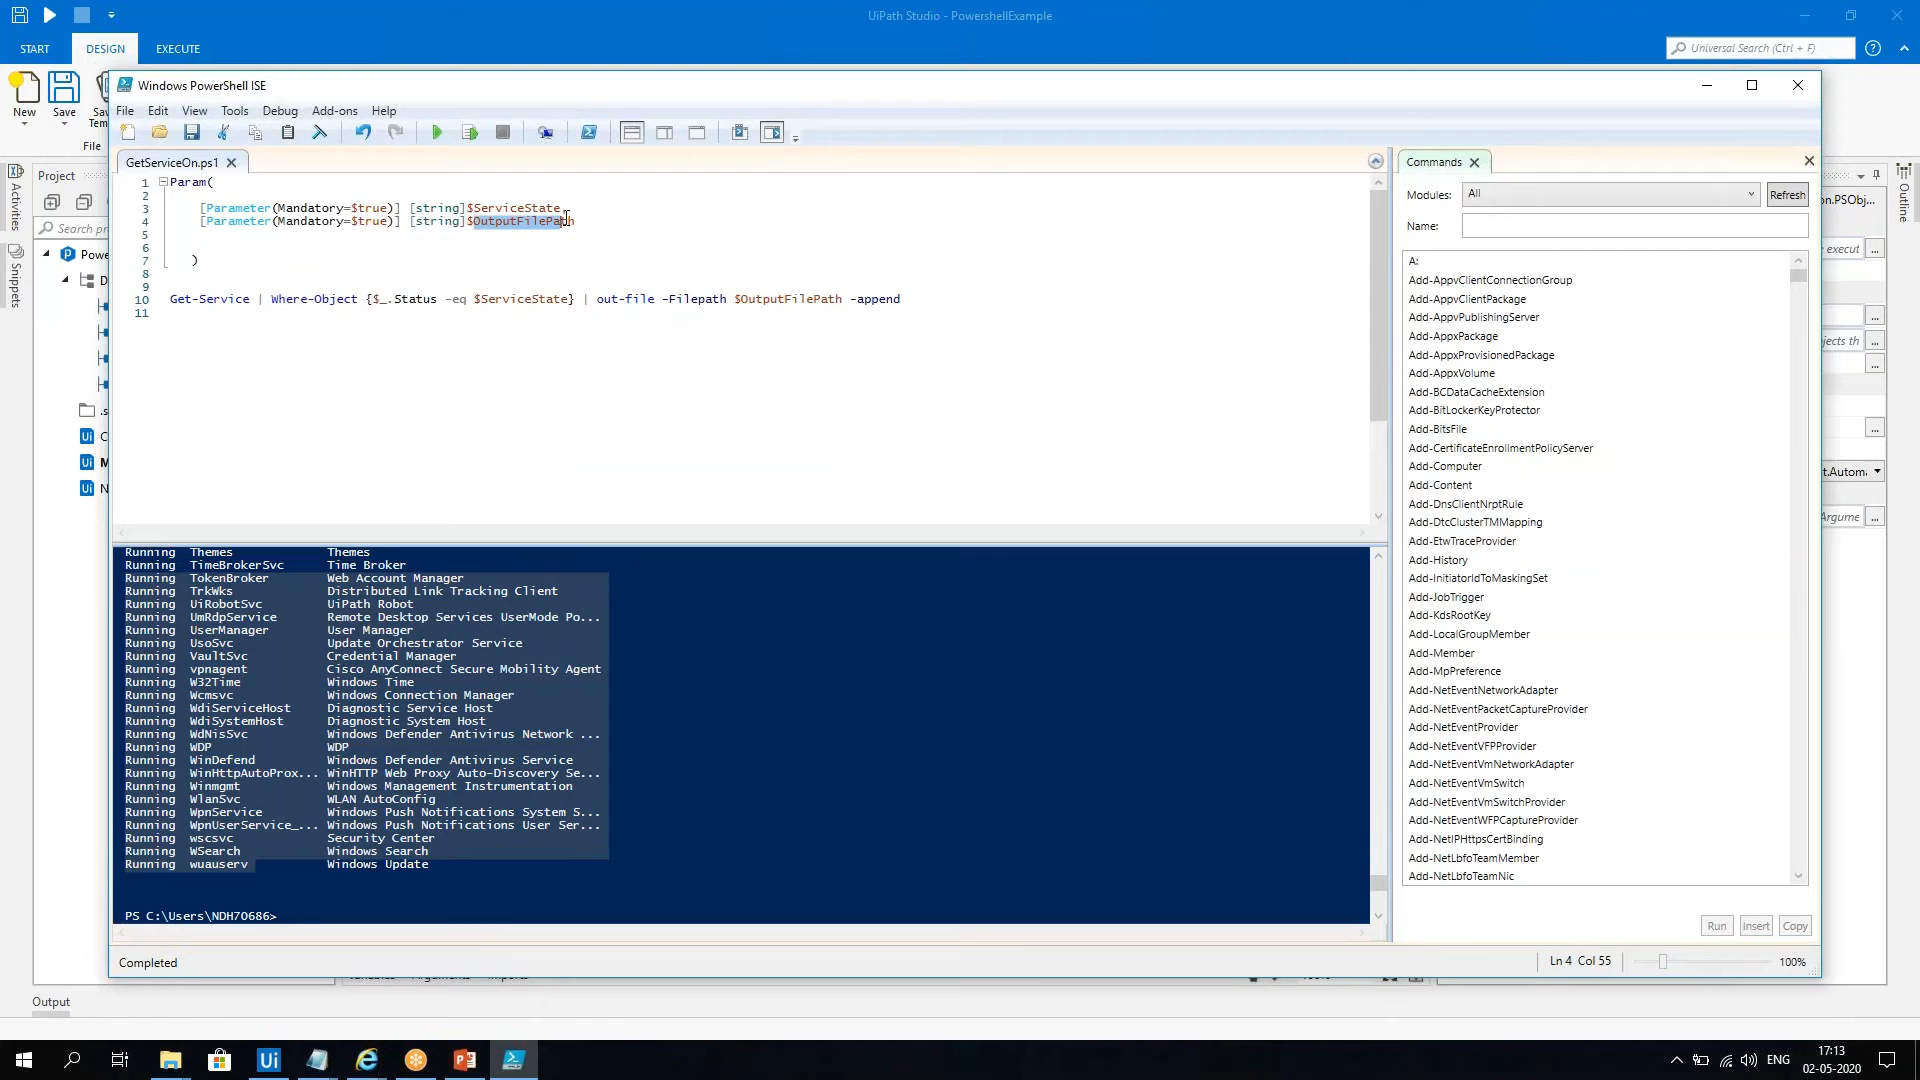 UiPath Studio - PowershellExample
START
DESIGN
EXECUTE
Universal Search (Ctrl + F)
New
Save
File
Windows PowerShell ISE
File Edit View Tools Debug Add-ons Help
GetServiceOn.ps1
1 Param(
2
3 [Parameter(Mandatory=$true)] [string]$ServiceState,
4 [Parameter(Mandatory=$true)] [string]$OutputFilePath
5
6
7 )
8
9
10 Get-Service | Where-Object {$_.Status -eq $ServiceState} | out-file -Filepath $OutputFilePath -append
11
Running Themes Themes
Running TimeBrokerSvc Time Broker
Running TokenBroker Web Account Manager
Running TrkWks Distributed Link Tracking Client
Running UiRobotSvc UiPath Robot
Running UmRdpService Remote Desktop Services UserMode Po...
Running UserManager User Manager
Running UsoSvc Update Orchestrator Service
Running VaultSvc Credential Manager
Running vpnagent Cisco AnyConnect Secure Mobility Agent
Running W32Time Windows Time
Running Wcmsvc Windows Connection Manager
Running WdiServiceHost Diagnostic Service Host
Running WdiSystemHost Diagnostic System Host
Running WdNisSvc Windows Defender Antivirus Network ...
Running WDP WDP
Running WinDefend Windows Defender Antivirus Service
Running WinHttpAutoProx... WinHTTP Web Proxy Auto-Discovery Se...
Running Winmgmt Windows Management Instrumentation
Running WlanSvc WLAN AutoConfig
Running WpnService Windows Push Notifications System S...
Running WpnUserService_... Windows Push Notifications User Ser...
Running wscsvc Security Center
Running WSearch Windows Search
Running wuauserv Windows Update
PS C:\Users\NDH70686>
Completed
Ln 4 Col 55
100%
Commands
Modules: All
Refresh
Name:
A:
Add-AppvClientConnectionGroup
Add-AppvClientPackage
Add-AppvPublishingServer
Add-AppxPackage
Add-AppxProvisionedPackage
Add-AppxVolume
Add-BCDataCacheExtension
Add-BitLockerKeyProtector
Add-BitsFile
Add-CertificateEnrollmentPolicyServer
Add-Computer
Add-Content
Add-DnsClientNrptRule
Add-DtcClusterTMMapping
Add-EtwTraceProvider
Add-History
Add-InitiatorIdToMaskingSet
Add-JobTrigger
Add-KdsRootKey
Add-LocalGroupMember
Add-Member
Add-MpPreference
Add-NetEventNetworkAdapter
Add-NetEventPacketCaptureProvider
Add-NetEventProvider
Add-NetEventVFPProvider
Add-NetEventVmNetworkAdapter
Add-NetEventVmSwitch
Add-NetEventVmSwitchProvider
Add-NetEventWFPCaptureProvider
Add-NetIPHttpsCertBinding
Add-NetLbfoTeamMember
Add-NetLbfoTeamNic
Run Insert Copy
Project
Activities
Snippets
Outline
Output
ENG
17:13
02-05-2020